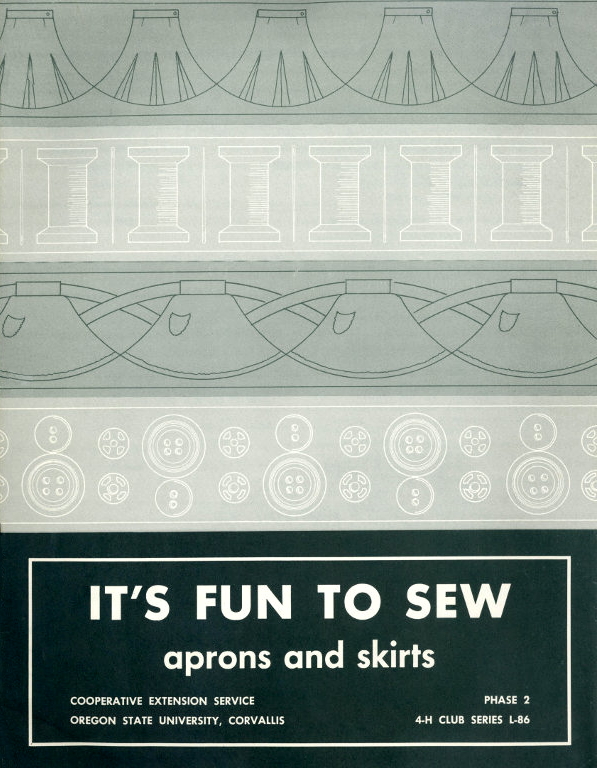 IT'S FUN TO SEW
aprons and skirts
COOPERATIVE EXTENSION SERVICE
OREGON STATE UNIVERSITY, CORVALLIS
PHASE 2
4-H CLUB SERIES L-86